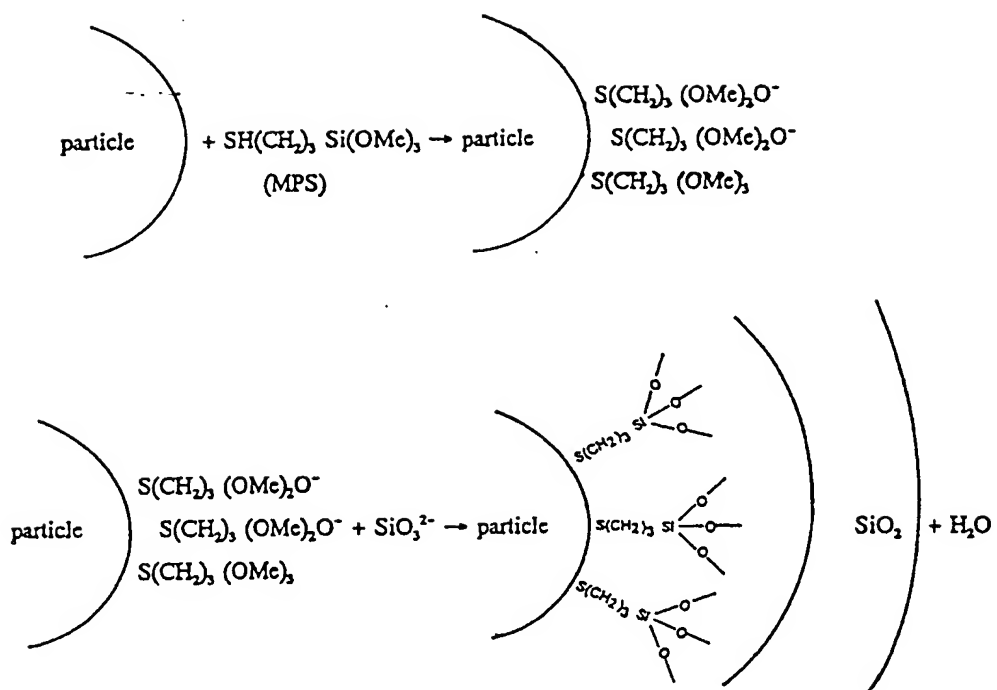 S(CH₂)₃ (OMe)₂O⁻
particle + SH(CH₂)₃ Si(OMe)₃ → particle S(CH₂)₃ (OMe)₂O⁻
(MPS) S(CH₂)₃ (OMe)₃
S(CH₂)₃ Si O O O
S(CH₂)₃ (OMe)₂O⁻
particle S(CH₂)₃ (OMe)₂O⁻ + SiO₃²⁻ → particle S(CH₂)₃ Si O O O SiO₂ + H₂O
S(CH₂)₃ (OMe)₃
S(CH₂)₃ Si O O O